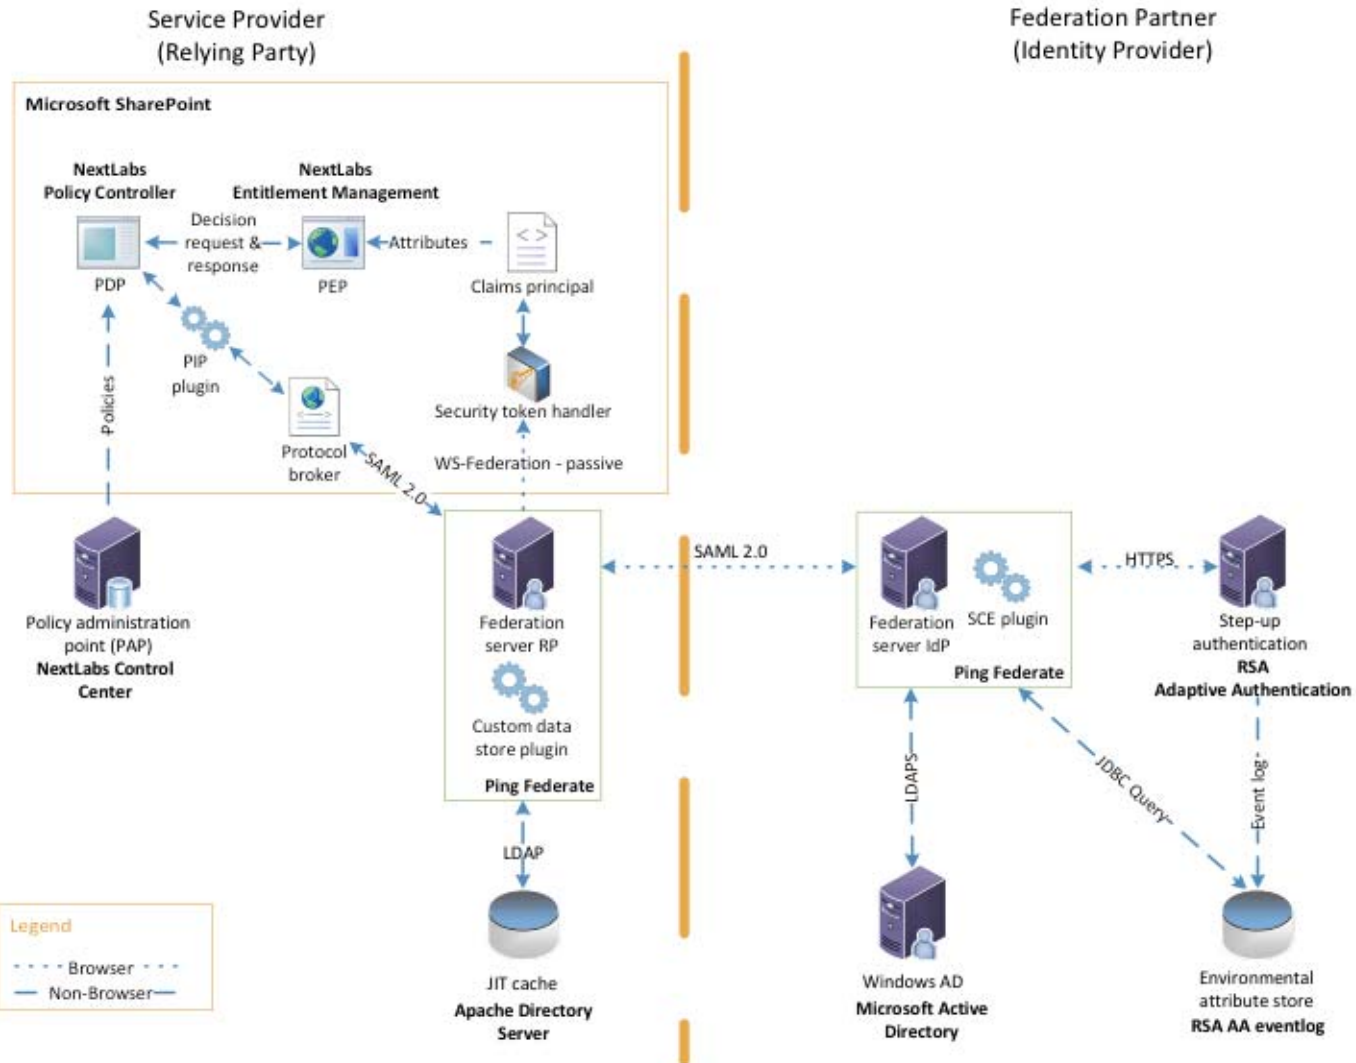 Service Provider
(Relying Party)
Federation Partner
(Identity Provider)
Microsoft SharePoint
NextLabs
Policy Controller
NextLabs
Entitlement Management
Decision
request &
response
Attributes
PDP
PEP
Claims principal
PIP
plugin
Policies
Security token handler
Protocol
broker
SAML 2.0
WS-Federation - passive
Policy administration
point (PAP)
NextLabs Control
Center
Federation
server RP
Custom data
store plugin
Ping Federate
SAML 2.0
Federation
server IdP
SCE plugin
Ping Federate
HTTPS
Step-up
authentication
RSA
Adaptive Authentication
LDAP
LDAPS
JDBC Query
Event log
JIT cache
Apache Directory
Server
Windows AD
Microsoft Active
Directory
Environmental
attribute store
RSA AA eventlog
Legend
Browser
Non-Browser